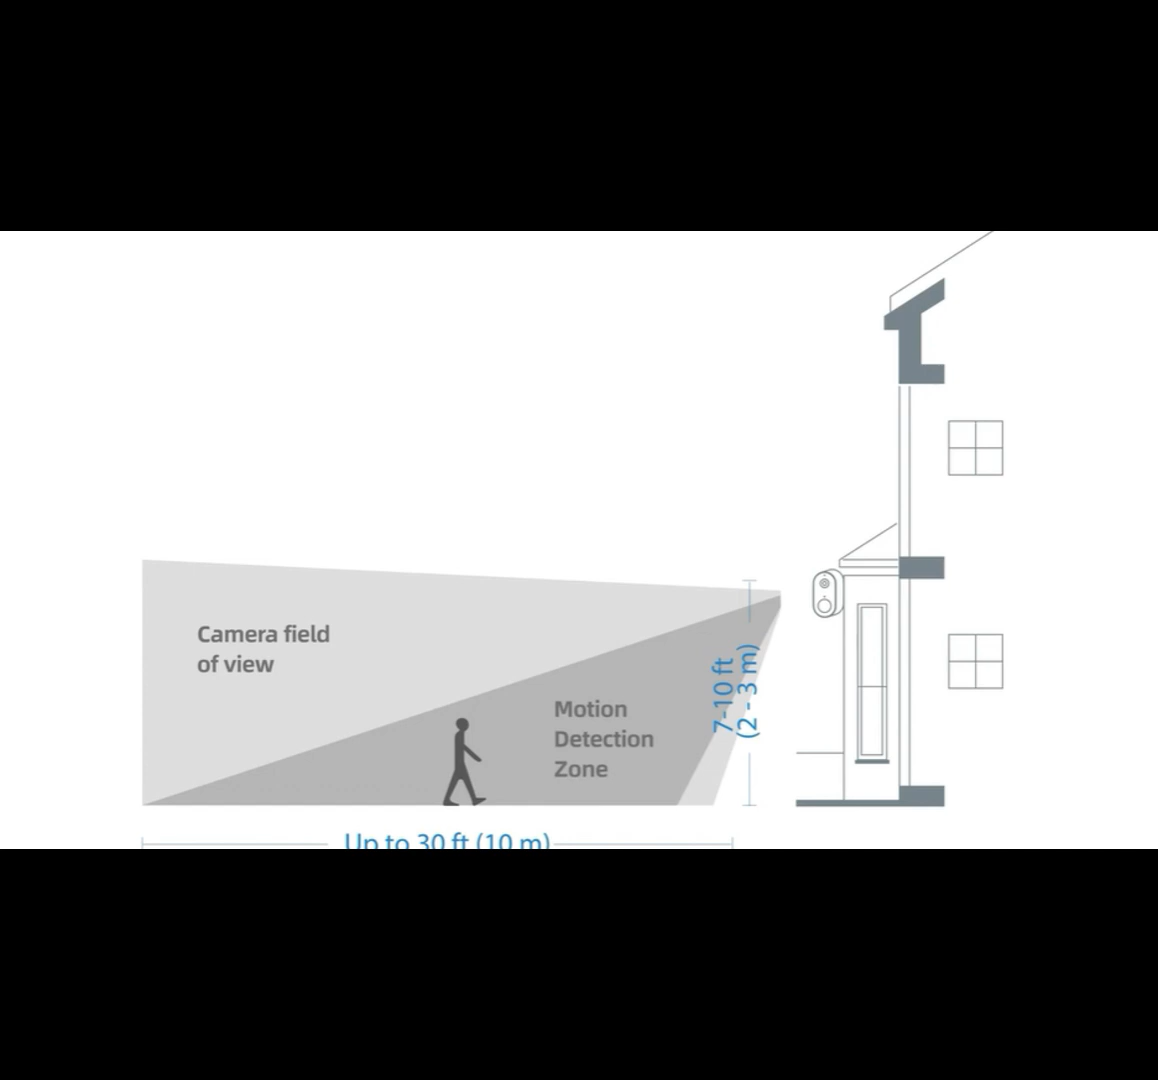 Camera field
of view
Motion
Detection
Zone
7-10 ft
(2 - 3 m)
Up to 30 ft (10 m)